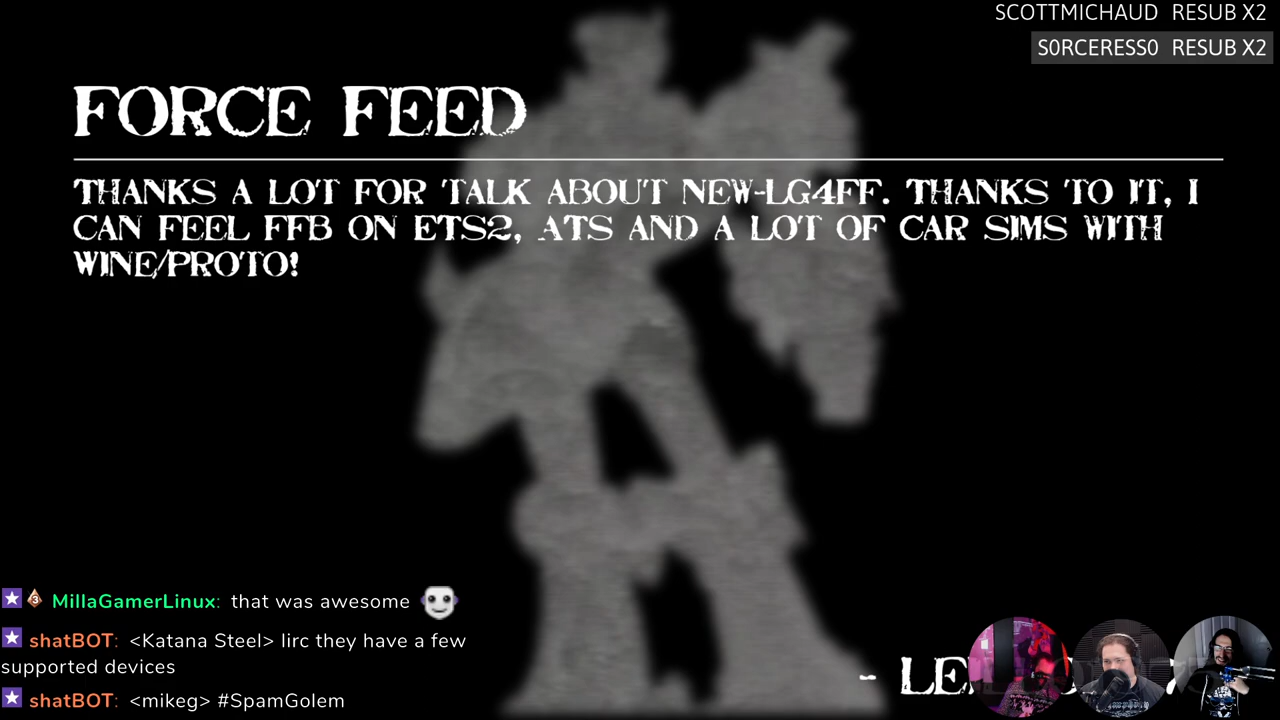 SCOTTMICHAUD RESUB X2
S0RCERESS0 RESUB X2
FORCE FEED
THANKS A LOT FOR TALK ABOUT NEW-LG4FF. THANKS TO IT, I
CAN FEEL FFB ON ETS2, ATS AND A LOT OF CAR SIMS WITH
WINE/PROTO!
MillaGamerLinux: that was awesome
shatBOT: <Katana Steel> Iirc they have a few
supported devices
shatBOT: <mikeg> #SpamGolem